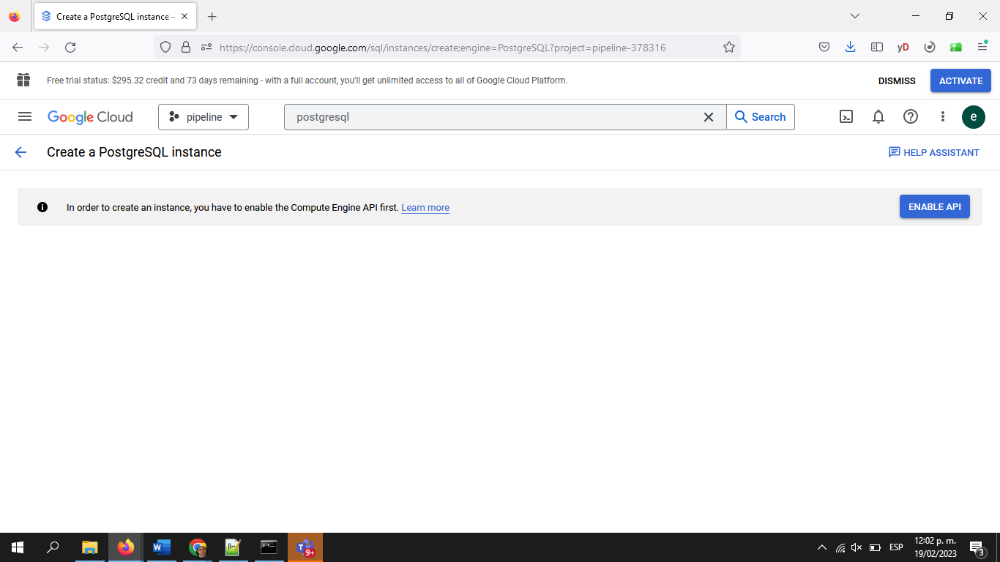 Create a PostgreSQL instance –
https://console.cloud.google.com/sql/instances/create;engine=PostgreSQL?project=pipeline-378316
yD
Free trial status: $295.32 credit and 73 days remaining - with a full account, you'll get unlimited access to all of Google Cloud Platform.
DISMISS
ACTIVATE
Google Cloud
pipeline
postgresql
Search
e
Create a PostgreSQL instance
HELP ASSISTANT
In order to create an instance, you have to enable the Compute Engine API first. Learn more
ENABLE API
W
T
9+
ESP
12:02 p. m.
19/02/2023
3